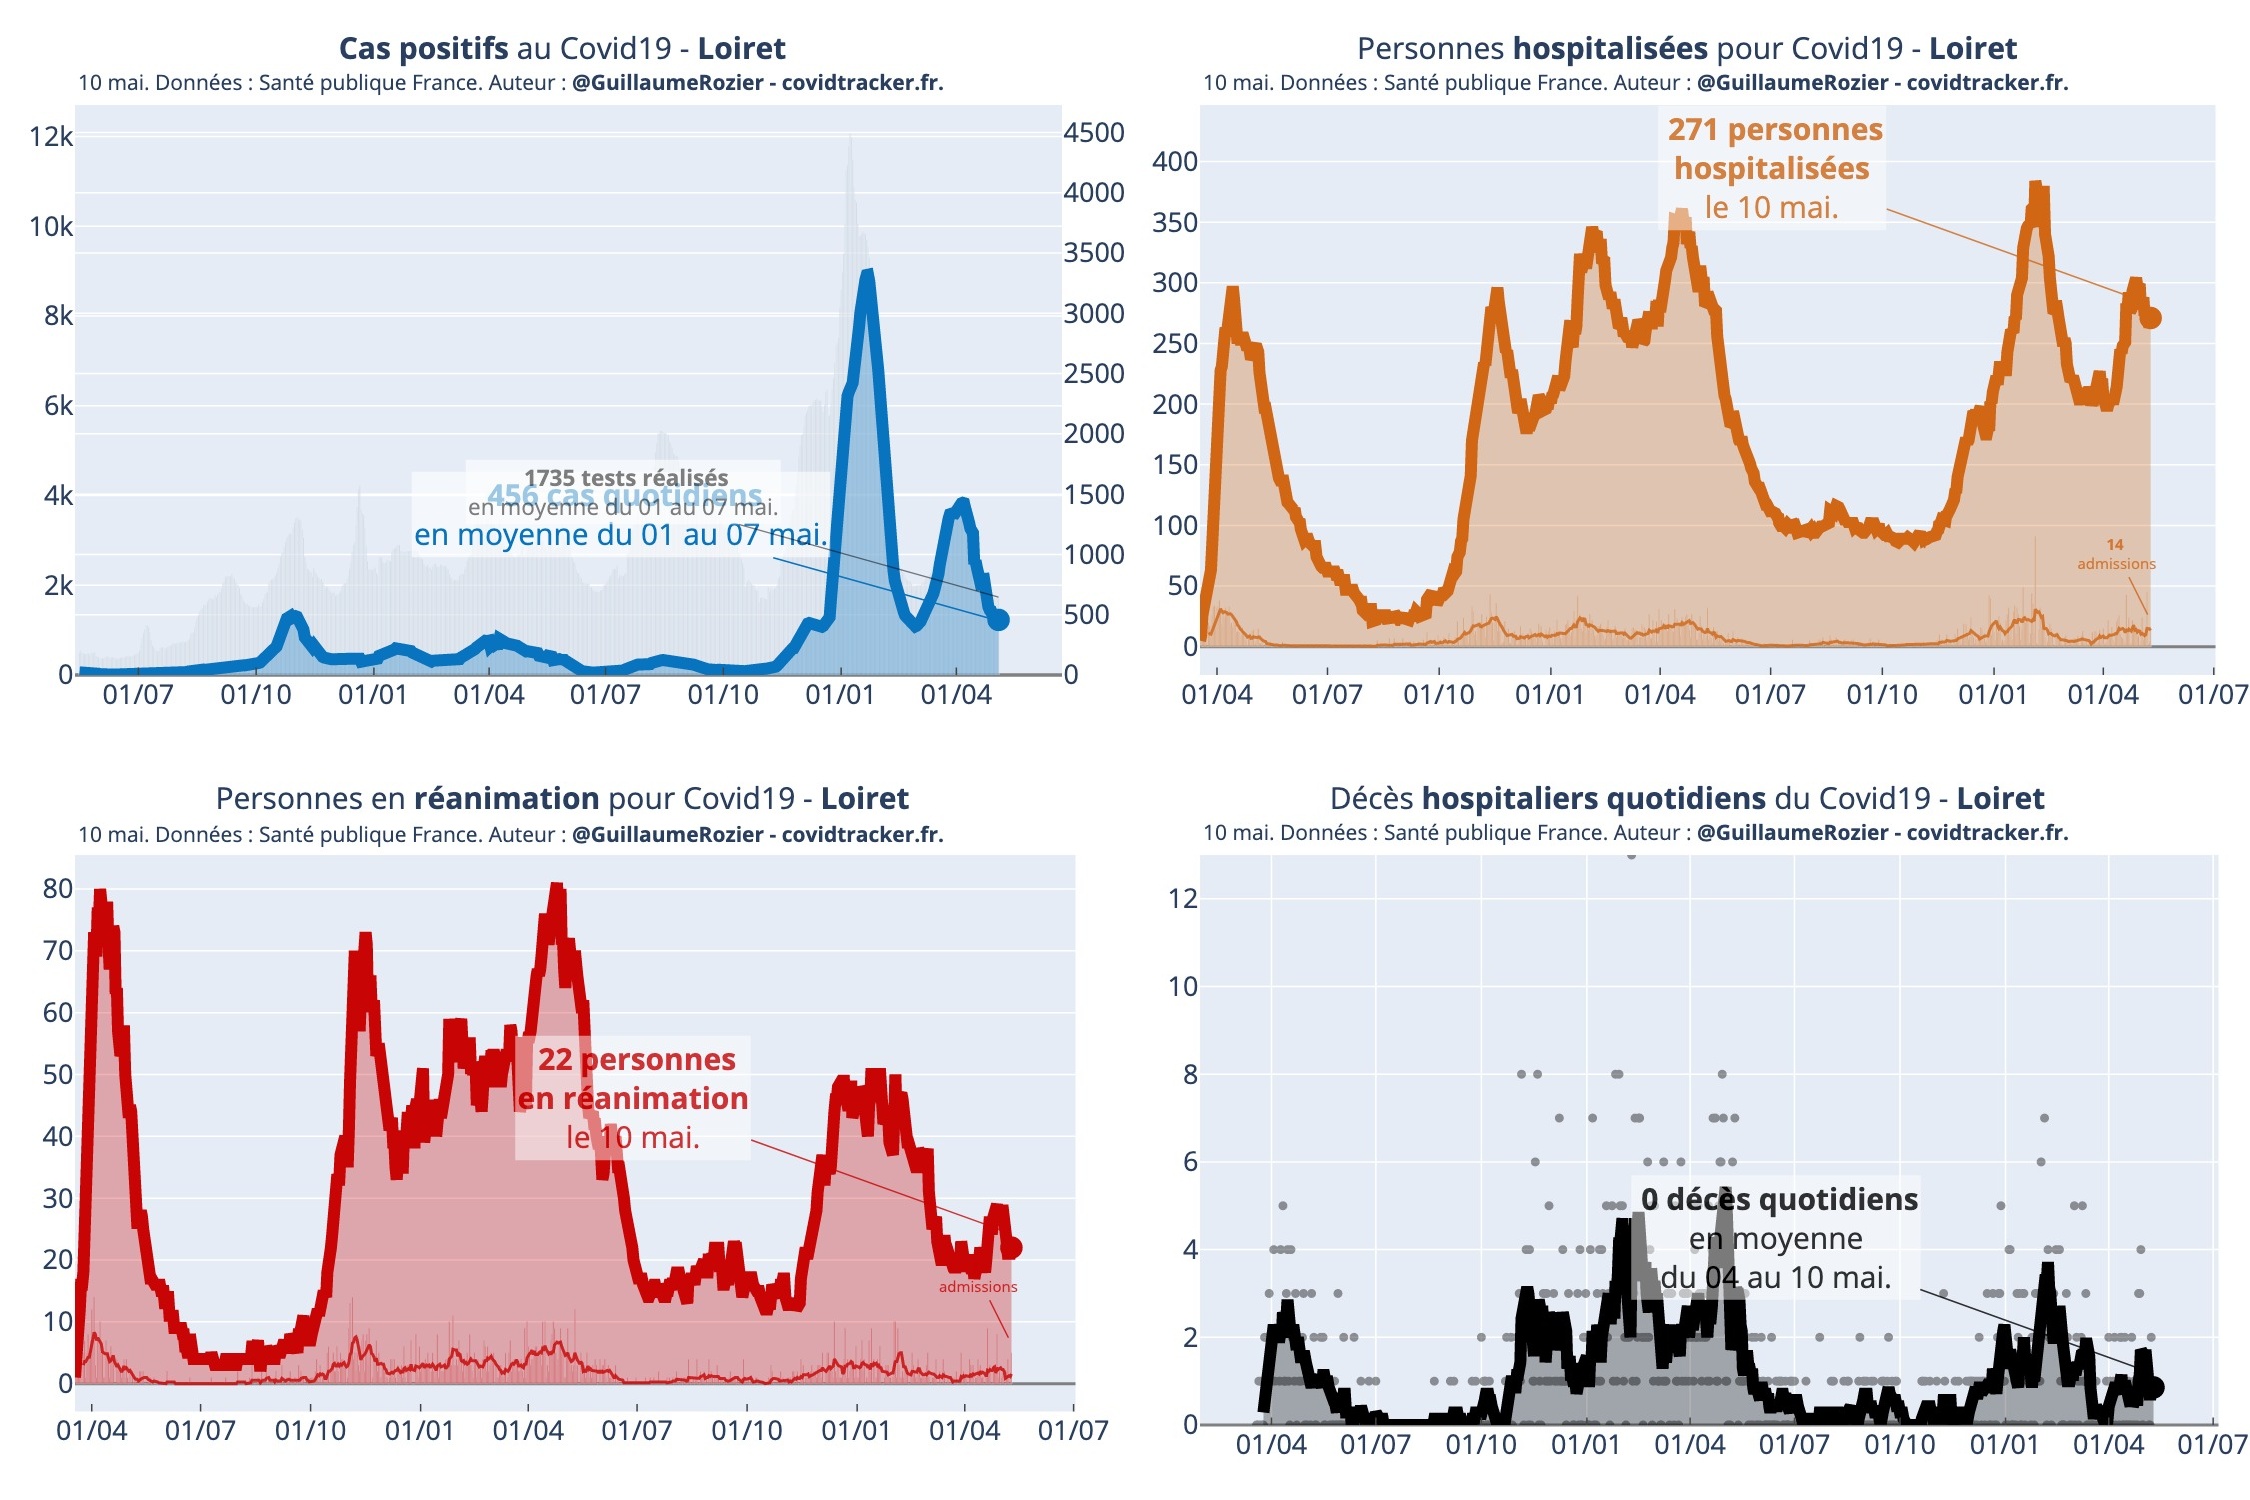 Cas positifs au Covid19 - Loiret
10 mai. Données : Santé publique France. Auteur : @GuillaumeRozier - covidtracker.fr.
12k
10k
8k
6k
4k
2k
0
4500
4000
3500
3000
2500
2000
1500
1000
500
0
1735 tests réalisés
en moyenne du 01 au 07 mai.
456 cas quotidiens
en moyenne du 01 au 07 mai.
01/07 01/10 01/01 01/04 01/07 01/10 01/01 01/04
Personnes hospitalisées pour Covid19 - Loiret
10 mai. Données : Santé publique France. Auteur : @GuillaumeRozier - covidtracker.fr.
400
350
300
250
200
150
100
50
0
271 personnes
hospitalisées
le 10 mai.
14
admissions
01/04 01/07 01/10 01/01 01/04 01/07 01/10 01/01 01/04 01/07
Personnes en réanimation pour Covid19 - Loiret
10 mai. Données : Santé publique France. Auteur : @GuillaumeRozier - covidtracker.fr.
80
70
60
50
40
30
20
10
0
22 personnes
en réanimation
le 10 mai.
admissions
01/04 01/07 01/10 01/01 01/04 01/07 01/10 01/01 01/04 01/07
Décès hospitaliers quotidiens du Covid19 - Loiret
10 mai. Données : Santé publique France. Auteur : @GuillaumeRozier - covidtracker.fr.
12
10
8
6
4
2
0
0 décès quotidiens
en moyenne
du 04 au 10 mai.
01/04 01/07 01/10 01/01 01/04 01/07 01/10 01/01 01/04 01/07